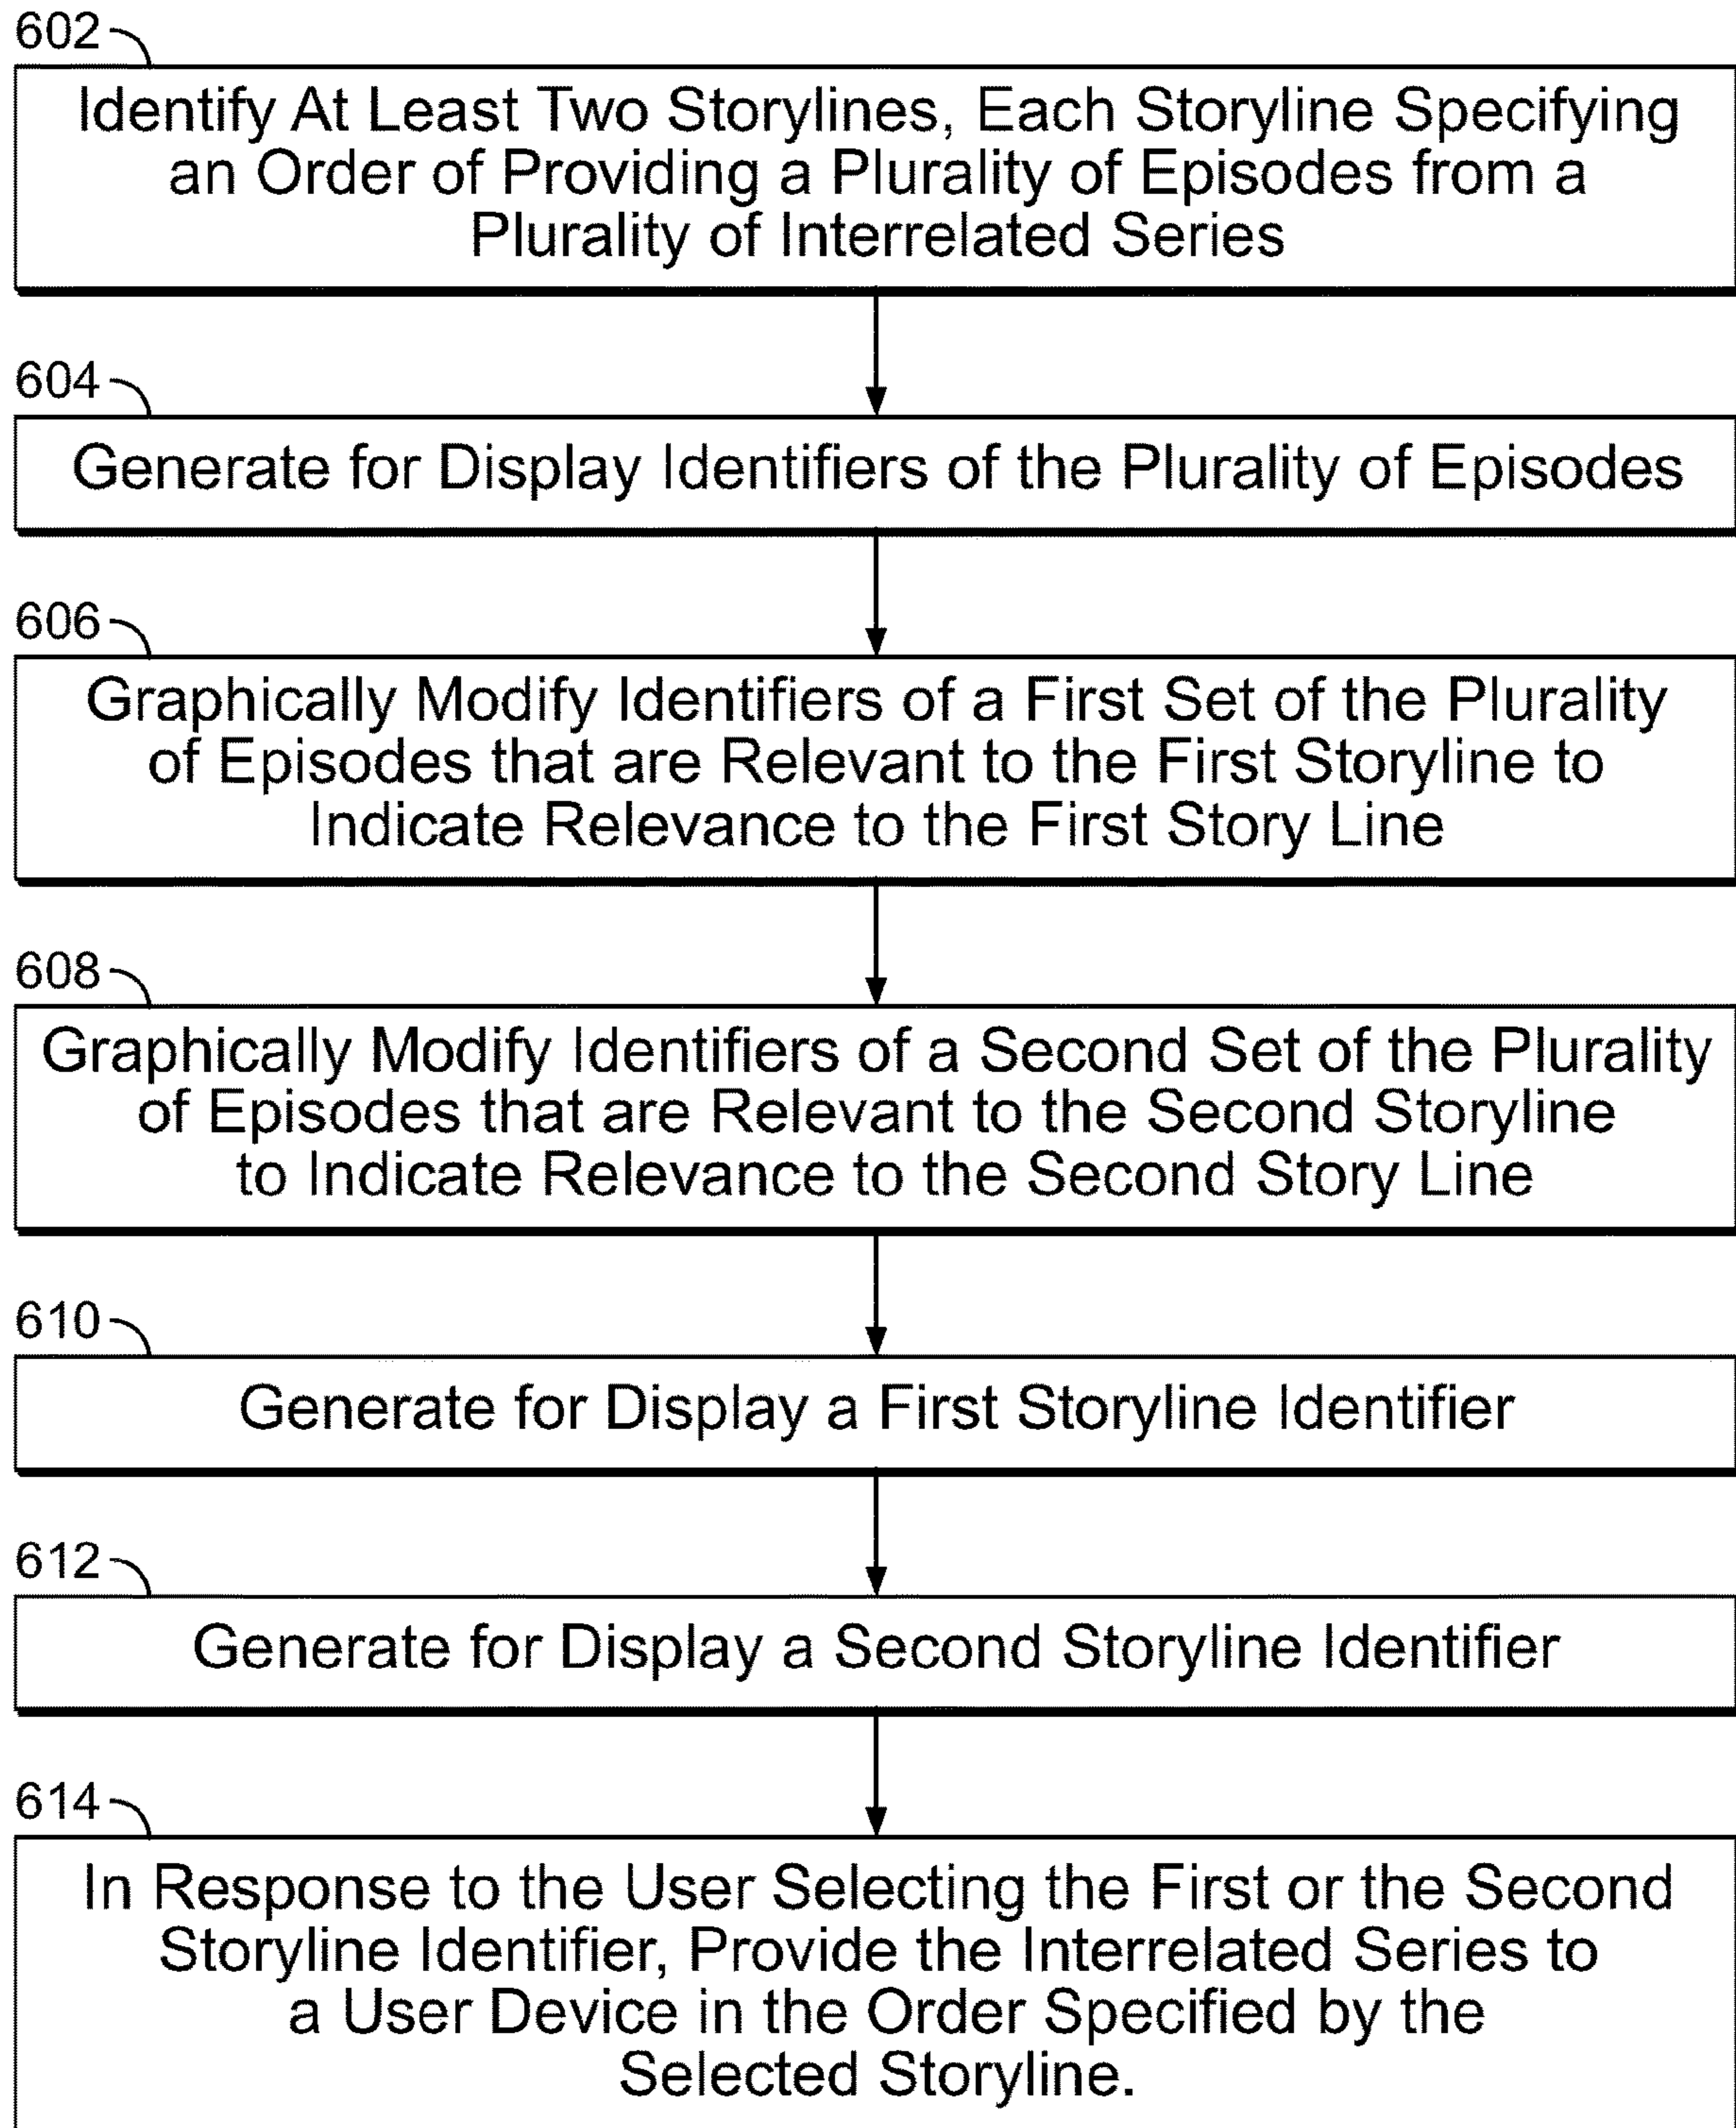 602
Identify At Least Two Storylines, Each Storyline Specifying
an Order of Providing a Plurality of Episodes from a
Plurality of Interrelated Series
604
Generate for Display Identifiers of the Plurality of Episodes
606
Graphically Modify Identifiers of a First Set of the Plurality
of Episodes that are Relevant to the First Storyline to
Indicate Relevance to the First Story Line
608
Graphically Modify Identifiers of a Second Set of the Plurality
of Episodes that are Relevant to the Second Storyline
to Indicate Relevance to the Second Story Line
610
Generate for Display a First Storyline Identifier
612
Generate for Display a Second Storyline Identifier
614
In Response to the User Selecting the First or the Second
Storyline Identifier, Provide the Interrelated Series to
a User Device in the Order Specified by the
Selected Storyline.